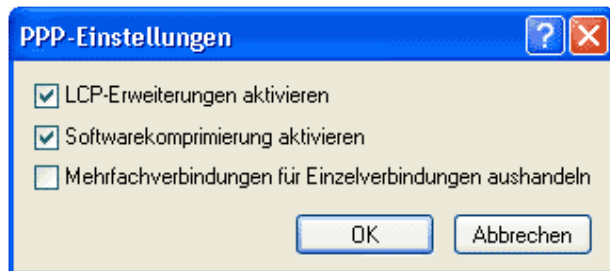 PPP-Einstellungen
?
LCP-Erweiterungen aktivieren
Softwarekomprimierung aktivieren
Mehrfachverbindungen für Einzelverbindungen aushandeln
OK Abbrechen